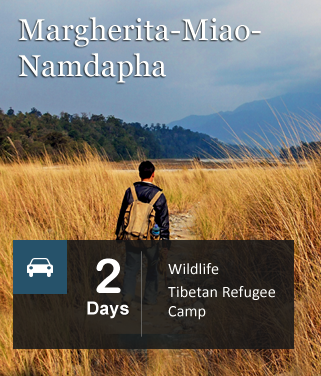 Margherita-Miao-
Namdapha
2
Days
Wildlife
Tibetan Refugee
Camp